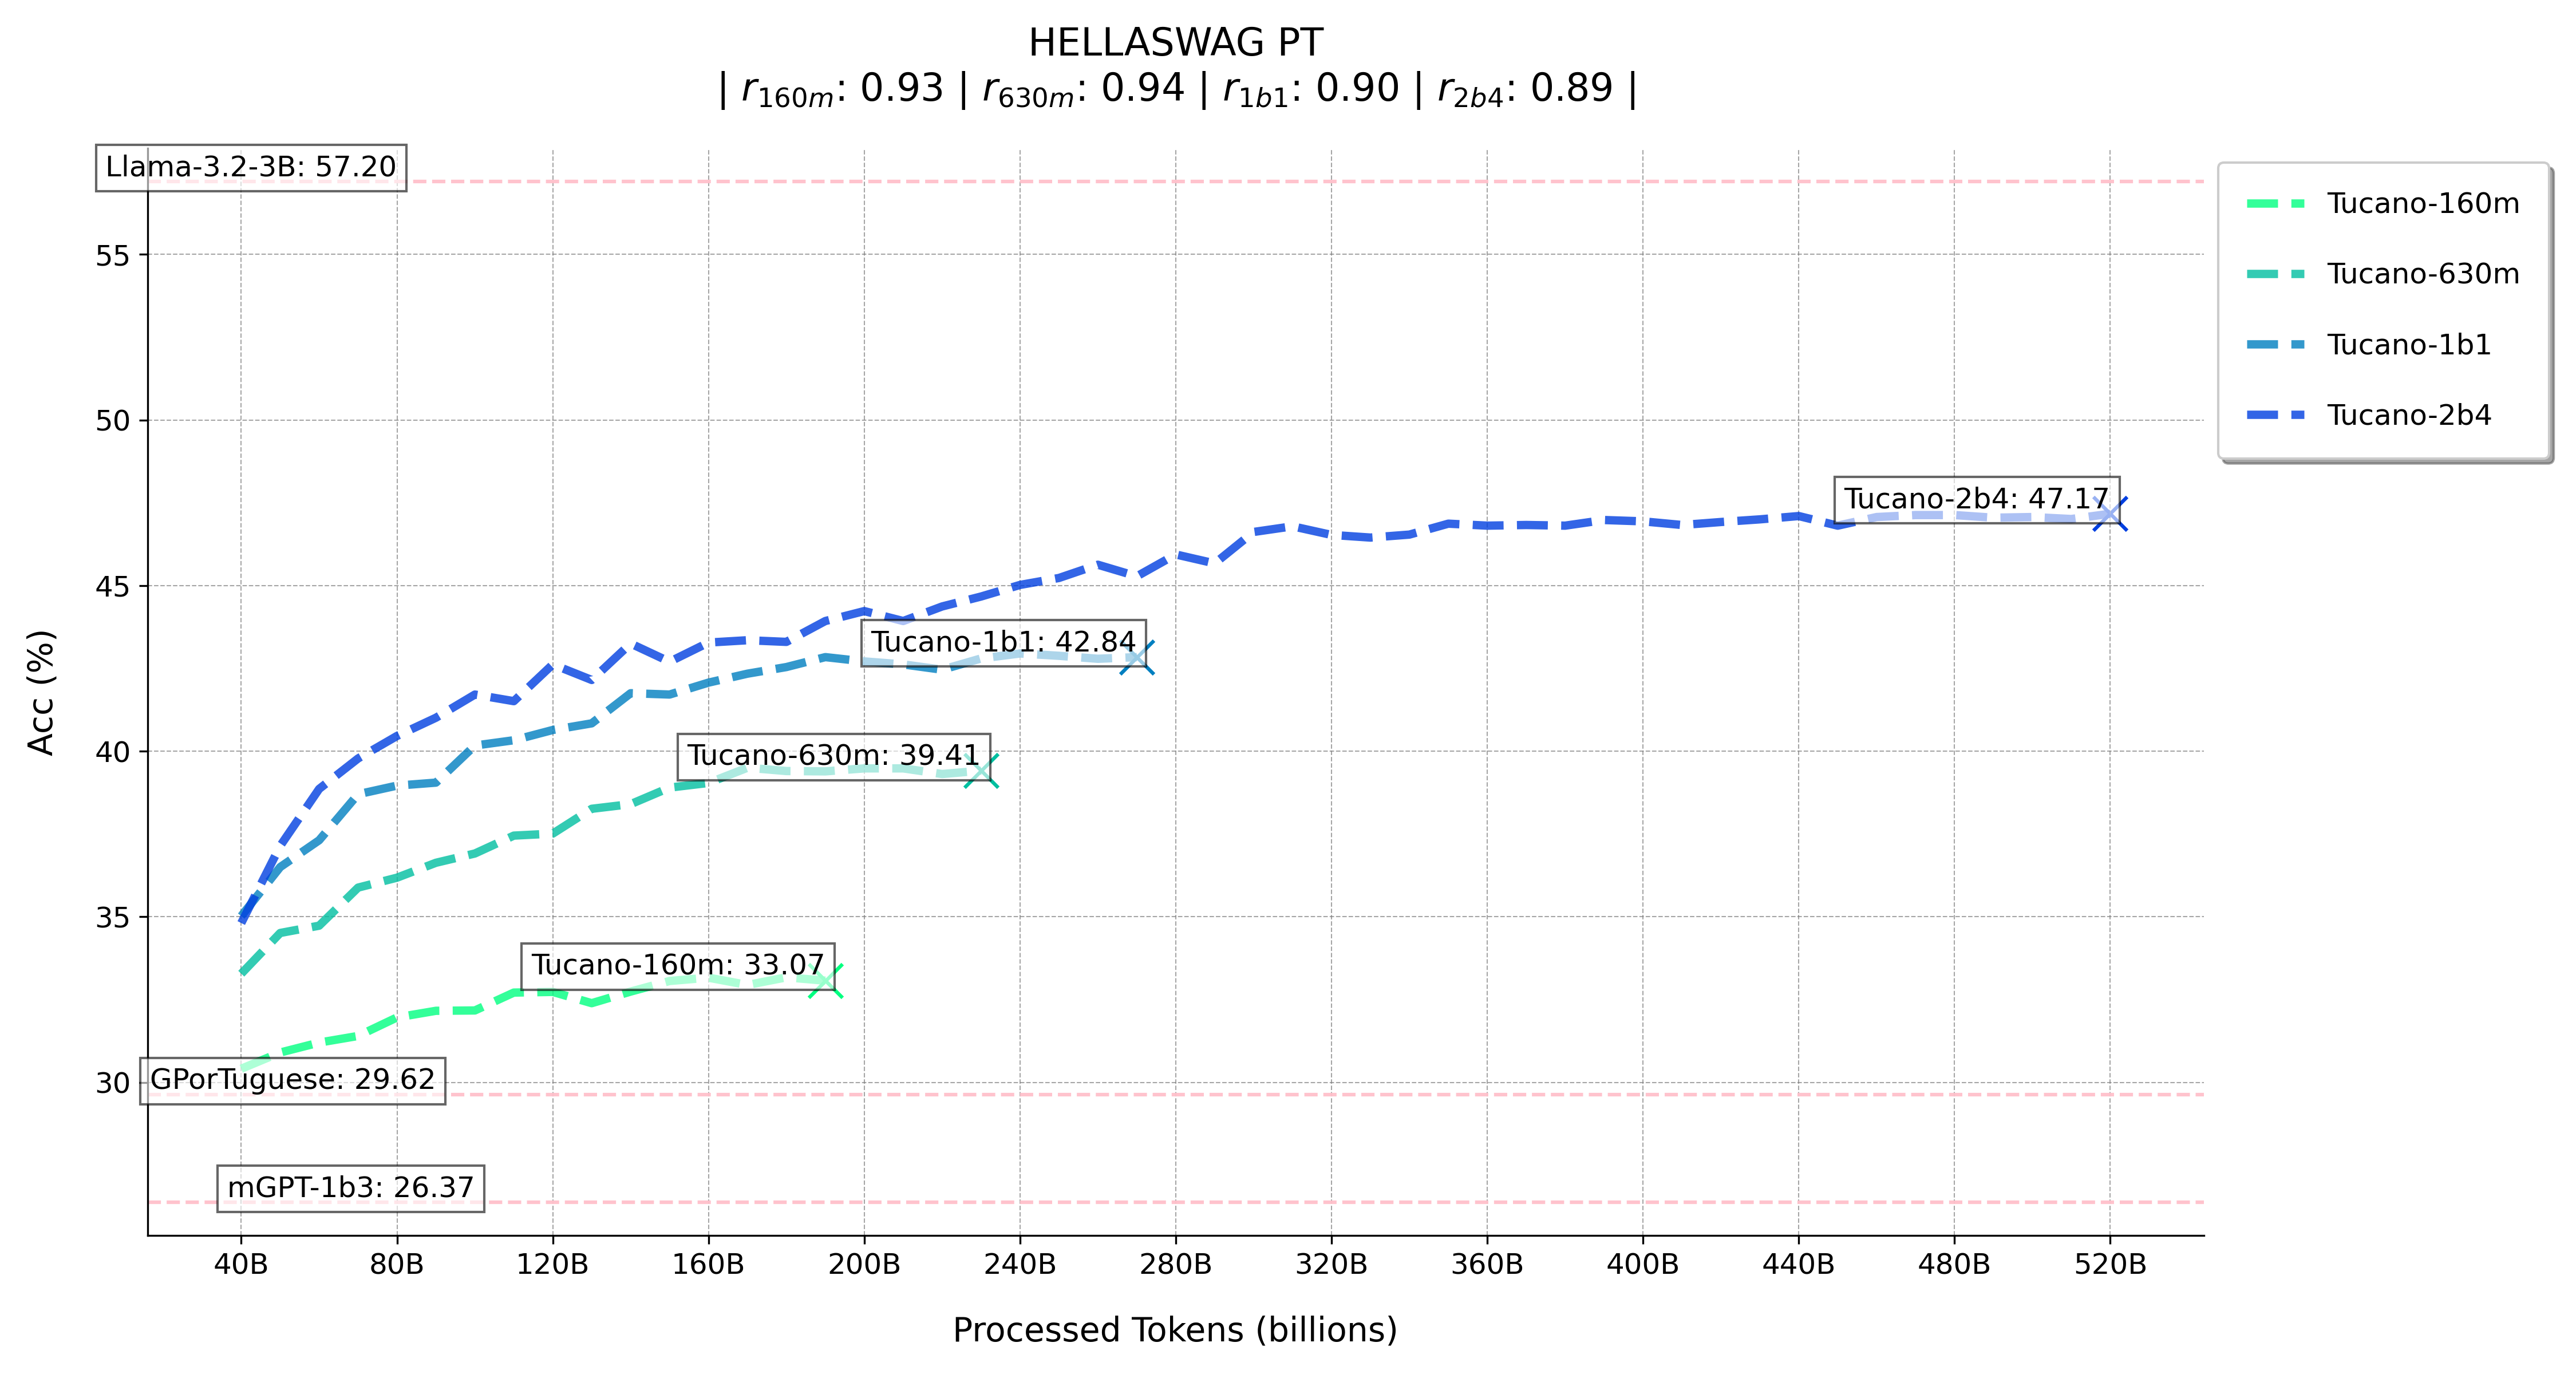 HELLASWAG PT
| r160m: 0.93 | r630m: 0.94 | r1b1: 0.90 | r2b4: 0.89 |
Llama-3.2-3B: 57.20
Tucano-160m
Tucano-630m
Tucano-1b1
Tucano-2b4
55
50
45
40
35
30
Acc (%)
Tucano-2b4: 47.17
Tucano-1b1: 42.84
Tucano-630m: 39.41
Tucano-160m: 33.07
GPorTuguese: 29.62
mGPT-1b3: 26.37
40B 80B 120B 160B 200B 240B 280B 320B 360B 400B 440B 480B 520B
Processed Tokens (billions)